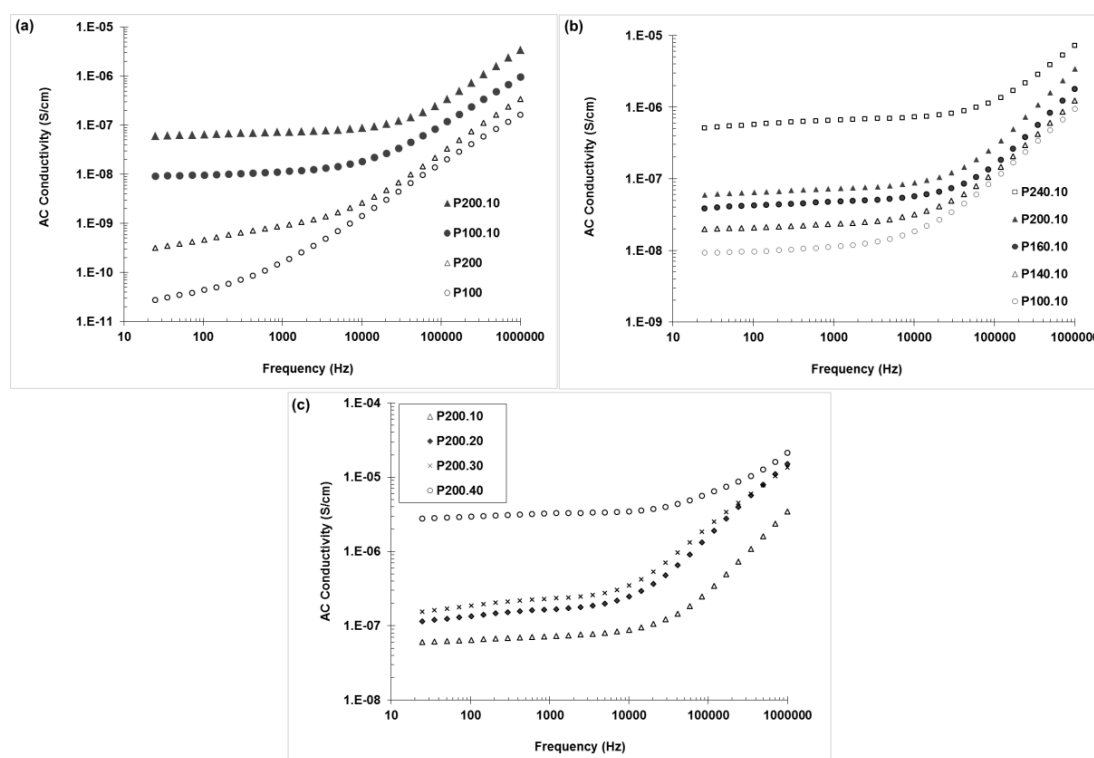 (a)
1.E-05
1.E-06
1.E-07
1.E-08
1.E-09
1.E-10
1.E-11
AC Conductivity (S/cm)
P200.10
P100.10
P200
P100
10 100 1000 10000 100000 1000000
Frequency (Hz)
(b)
1.E-05
1.E-06
1.E-07
1.E-08
1.E-09
AC Conductivity (S/cm)
P240.10
P200.10
P160.10
P140.10
P100.10
10 100 1000 10000 100000 1000000
Frequency (Hz)
(c)
1.E-04
1.E-05
1.E-06
1.E-07
1.E-08
AC Conductivity (S/cm)
P200.10
P200.20
P200.30
P200.40
10 100 1000 10000 100000 1000000
Frequency (Hz)